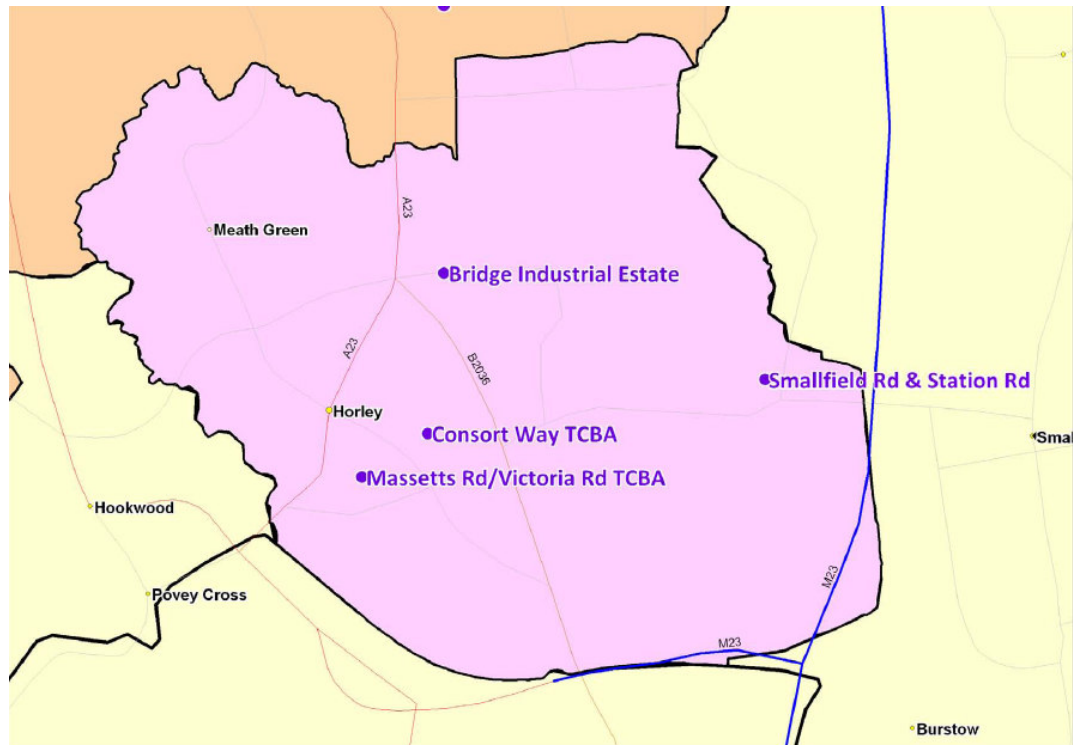 A23
Meath Green
Bridge Industrial Estate
A23
B2036
Smallfield Rd & Station Rd
Horley
Consort Way TCBA
Smal
Massetts Rd/Victoria Rd TCBA
Hookwood
M23
Povey Cross
M23
Burstow